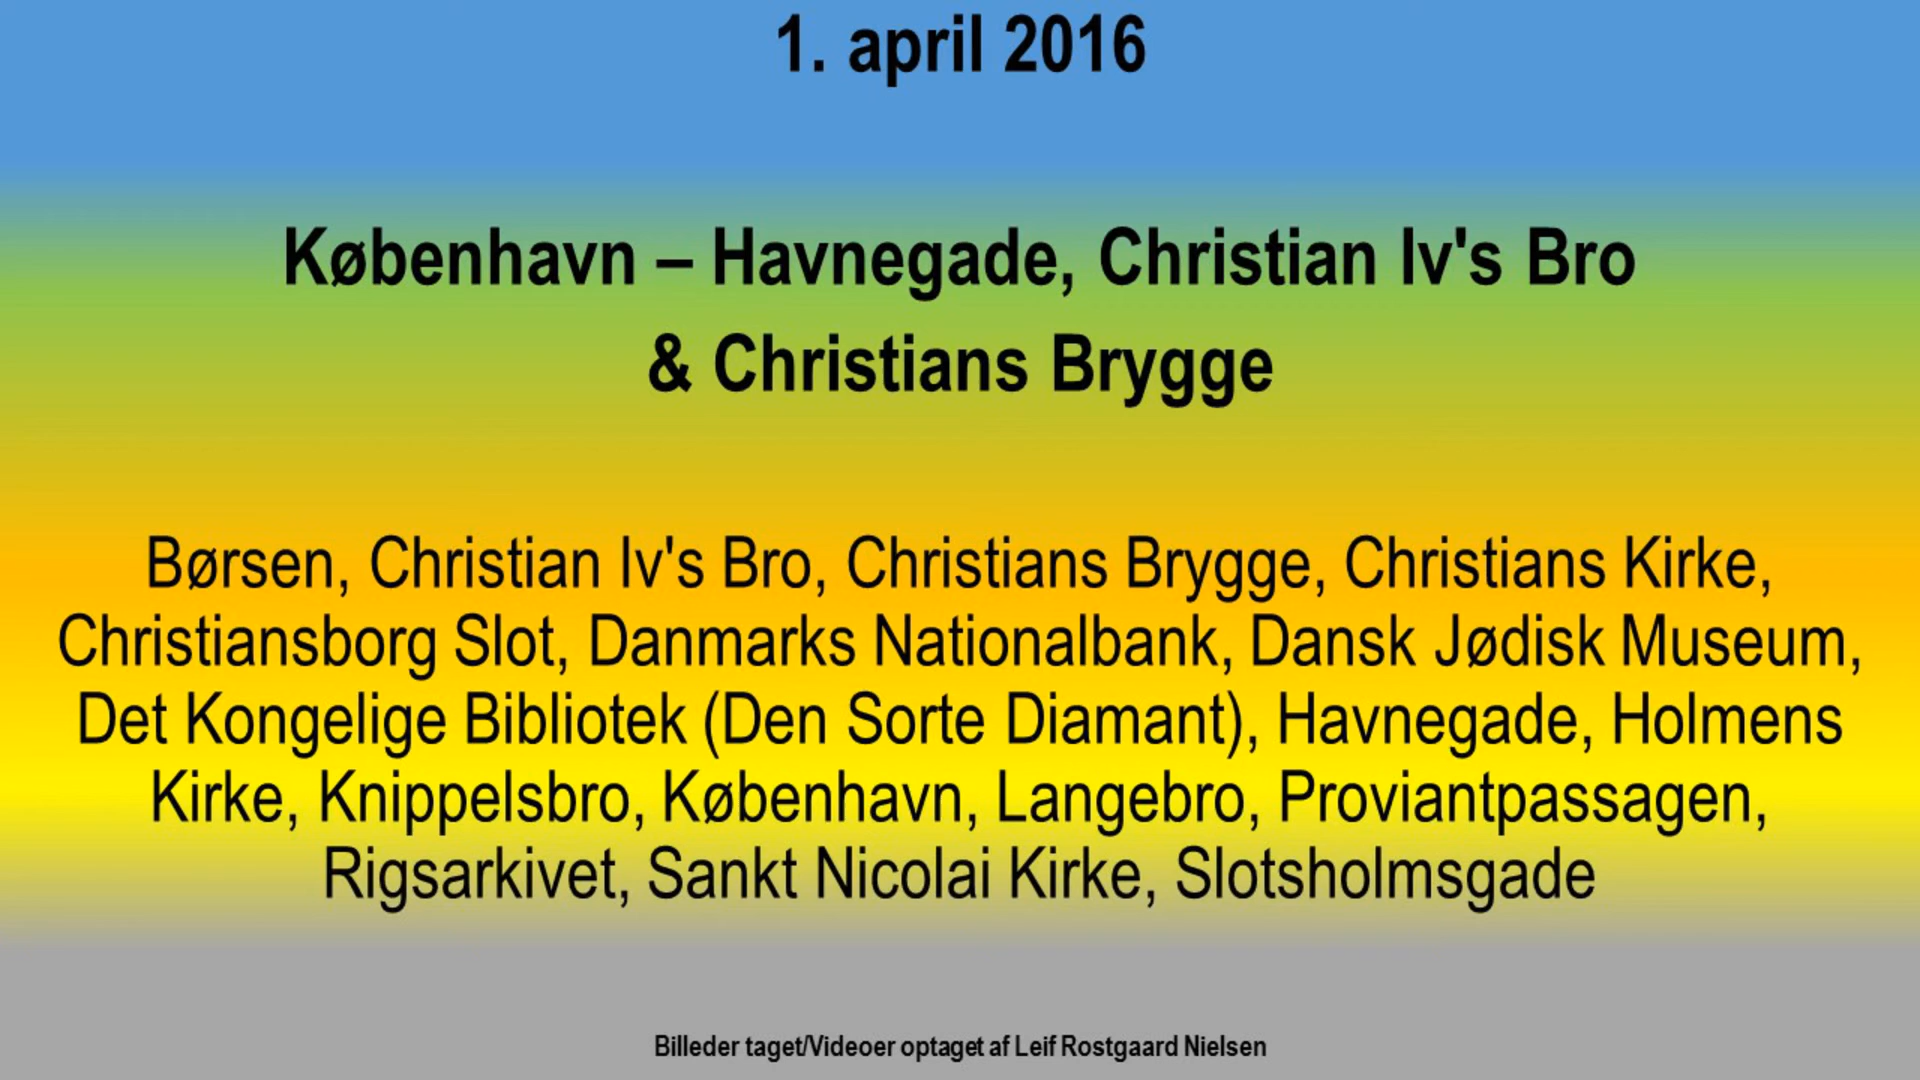 1. april 2016
København – Havnegade, Christian Iv's Bro
& Christians Brygge
Børsen, Christian Iv's Bro, Christians Brygge, Christians Kirke,
Christiansborg Slot, Danmarks Nationalbank, Dansk Jødisk Museum,
Det Kongelige Bibliotek (Den Sorte Diamant), Havnegade, Holmens
Kirke, Knippelsbro, København, Langebro, Proviantpassagen,
Rigsarkivet, Sankt Nicolai Kirke, Slotsholmsgade
Billeder taget/Videoer optaget af Leif Rostgaard Nielsen